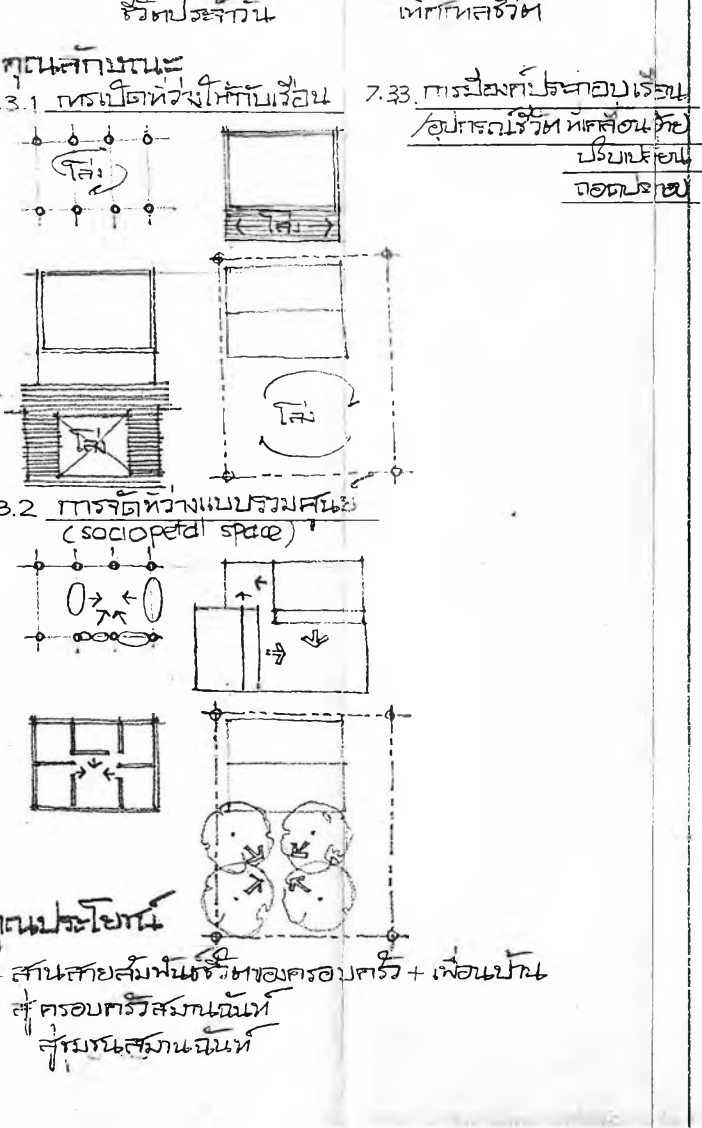 ชีวิตประจำวัน
เทศกาลชีวิต
คุณลักษณะ
3.1 การเปิดที่ว่างให้กับเรือน
โล่ง
โล่ง
โล่ง
โล่ง
3.2 การจัดที่ว่างแบบรวมศูนย์
(sociopetal space)
7.33 การมีองค์ประกอบเรือน
/อุปกรณ์ชีวิต ที่เคลื่อนย้าย
ปรับเปลี่ยน
ถอดประกอบ
คุณประโยชน์
สานสายสัมพันธ์ชีวิตของครอบครัว + เพื่อนบ้าน
สู่ ครอบครัวสมานฉันท์
สู่ชุมชนสมานฉันท์